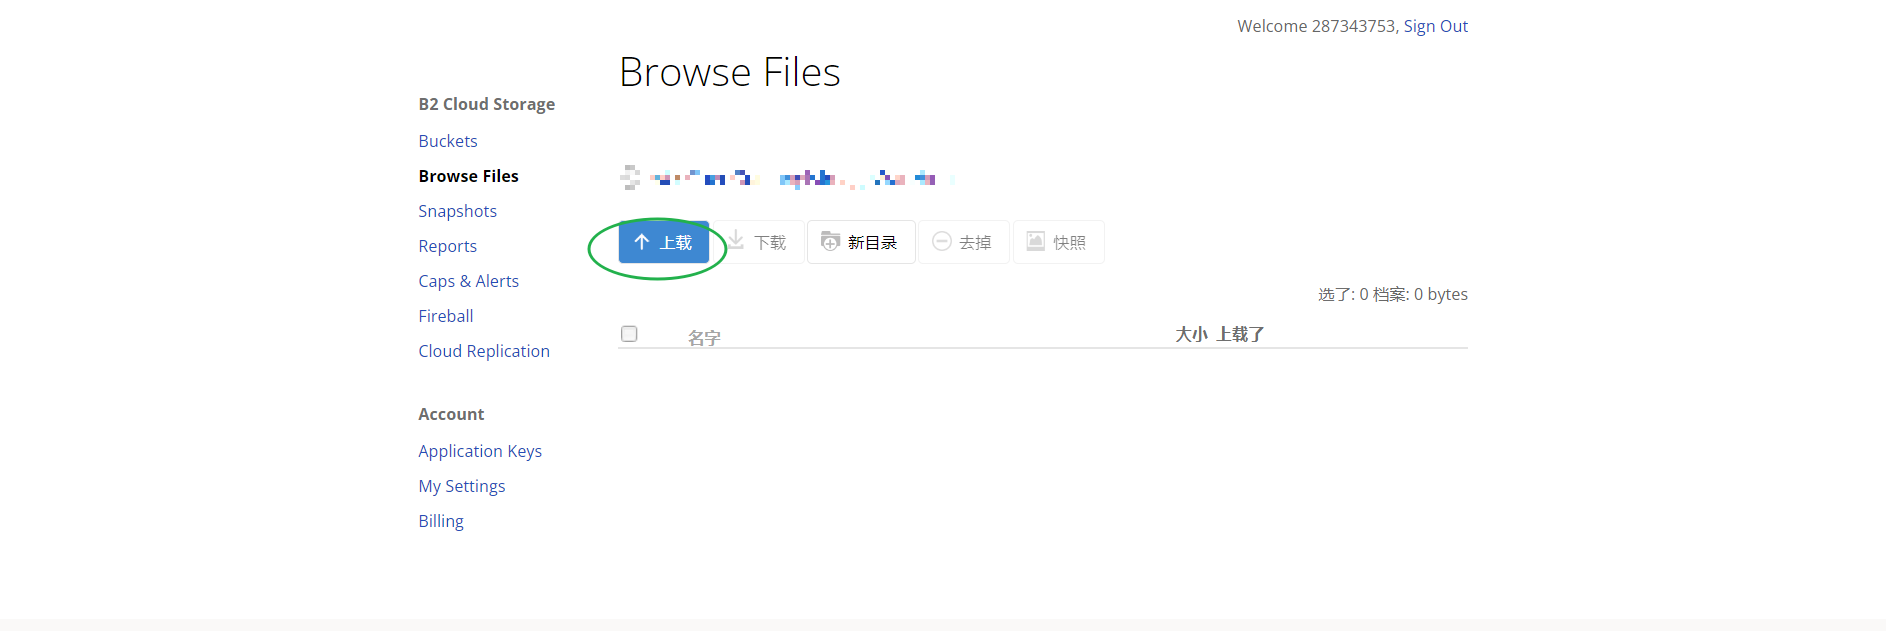 Welcome 287343753, Sign Out
Browse Files
B2 Cloud Storage
Buckets
Browse Files
Snapshots
Reports
Caps & Alerts
Fireball
Cloud Replication
Account
Application Keys
My Settings
Billing
上载 下载 新目录 去掉 快照
选了: 0 档案: 0 bytes
名字 大小 上载了